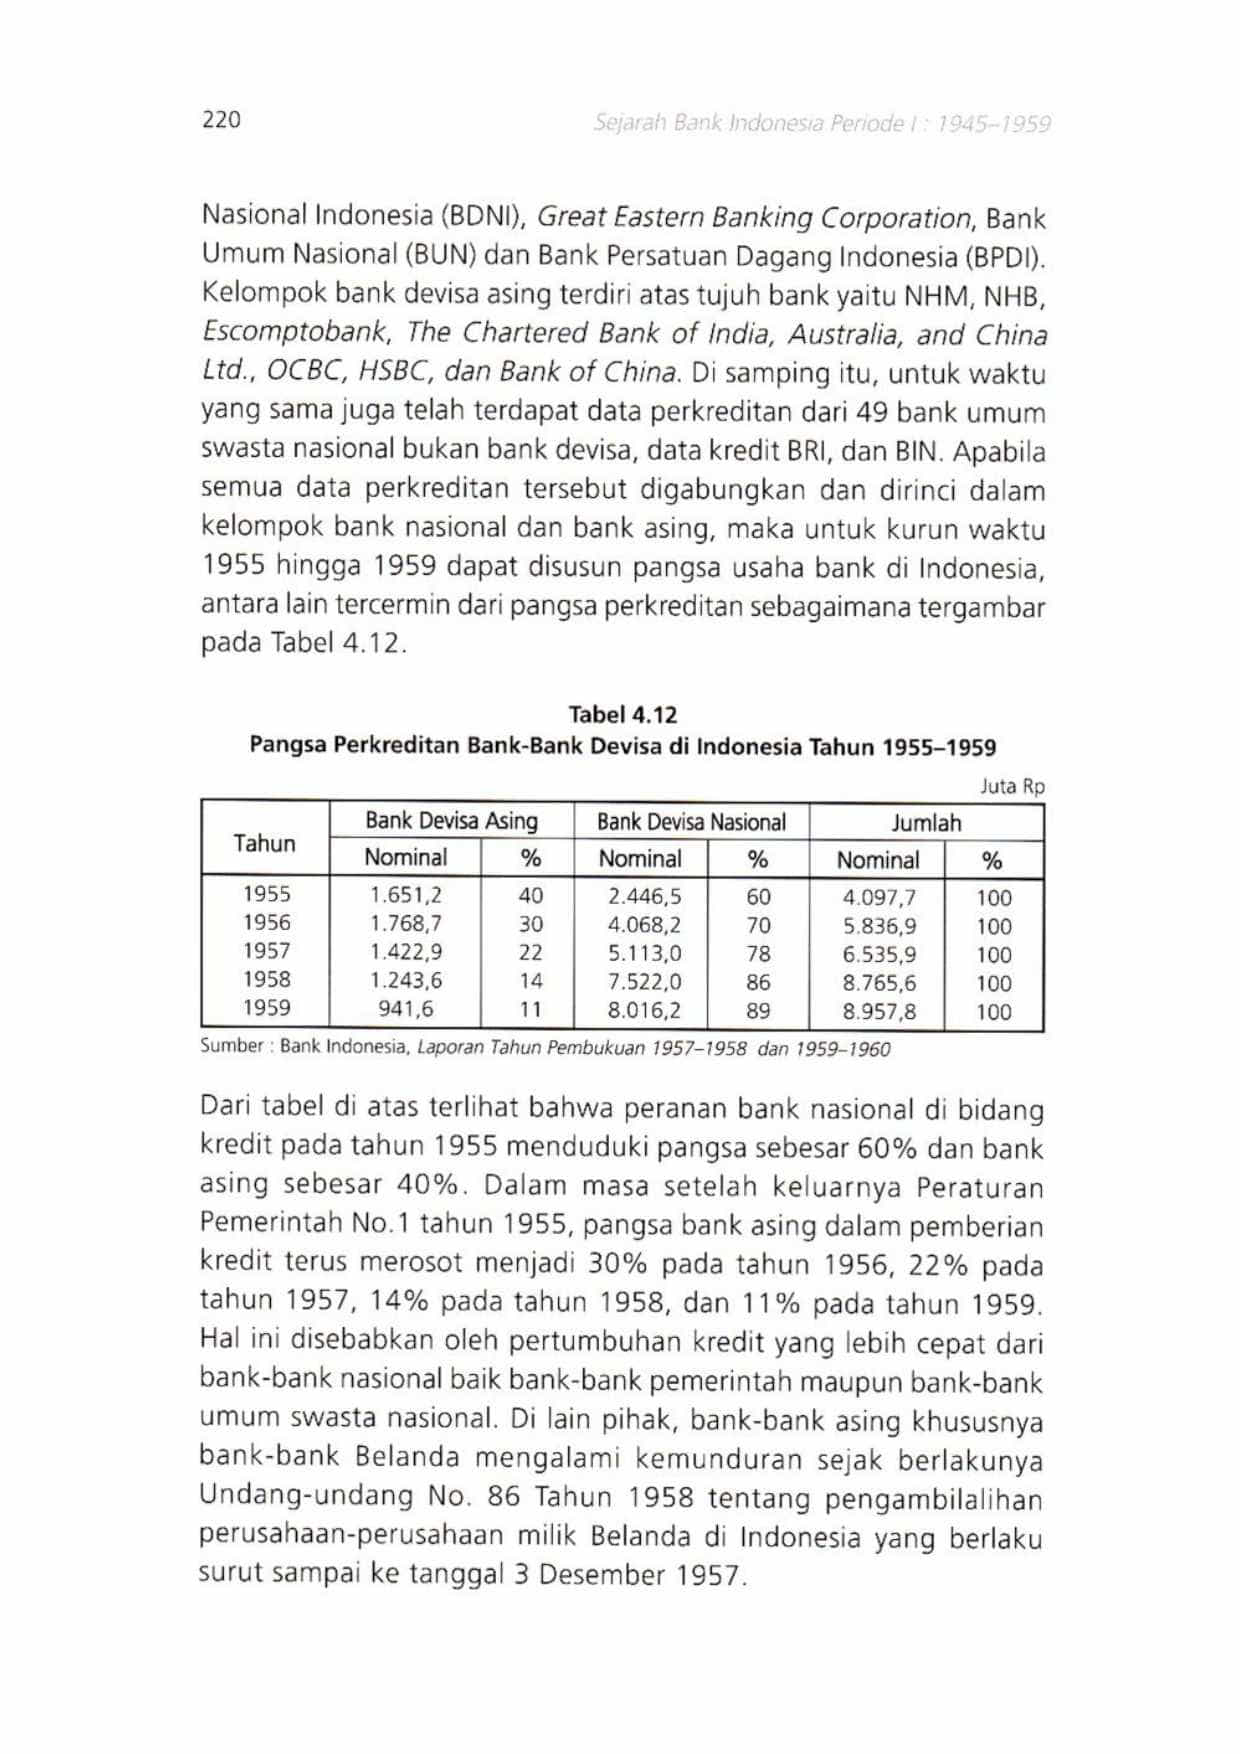 220
Sejarah Bank Indonesia Periode I : 1945–1959
Nasional Indonesia (BDNI), Great Eastern Banking Corporation, Bank
Umum Nasional (BUN) dan Bank Persatuan Dagang Indonesia (BPDI).
Kelompok bank devisa asing terdiri atas tujuh bank yaitu NHM, NHB,
Escomptobank, The Chartered Bank of India, Australia, and China
Ltd., OCBC, HSBC, dan Bank of China. Di samping itu, untuk waktu
yang sama juga telah terdapat data perkreditan dari 49 bank umum
swasta nasional bukan bank devisa, data kredit BRI, dan BIN. Apabila
semua data perkreditan tersebut digabungkan dan dirinci dalam
kelompok bank nasional dan bank asing, maka untuk kurun waktu
1955 hingga 1959 dapat disusun pangsa usaha bank di Indonesia,
antara lain tercermin dari pangsa perkreditan sebagaimana tergambar
pada Tabel 4.12.
Tabel 4.12
Pangsa Perkreditan Bank-Bank Devisa di Indonesia Tahun 1955–1959
Juta Rp
Tahun Bank Devisa Asing Bank Devisa Nasional Jumlah
Nominal % Nominal % Nominal %
1955 1.651,2 40 2.446,5 60 4.097,7 100
1956 1.768,7 30 4.068,2 70 5.836,9 100
1957 1.422,9 22 5.113,0 78 6.535,9 100
1958 1.243,6 14 7.522,0 86 8.765,6 100
1959 941,6 11 8.016,2 89 8.957,8 100
Sumber : Bank Indonesia, Laporan Tahun Pembukuan 1957–1958 dan 1959–1960
Dari tabel di atas terlihat bahwa peranan bank nasional di bidang
kredit pada tahun 1955 menduduki pangsa sebesar 60% dan bank
asing sebesar 40%. Dalam masa setelah keluarnya Peraturan
Pemerintah No.1 tahun 1955, pangsa bank asing dalam pemberian
kredit terus merosot menjadi 30% pada tahun 1956, 22% pada
tahun 1957, 14% pada tahun 1958, dan 11% pada tahun 1959.
Hal ini disebabkan oleh pertumbuhan kredit yang lebih cepat dari
bank-bank nasional baik bank-bank pemerintah maupun bank-bank
umum swasta nasional. Di lain pihak, bank-bank asing khususnya
bank-bank Belanda mengalami kemunduran sejak berlakunya
Undang-undang No. 86 Tahun 1958 tentang pengambilalihan
perusahaan-perusahaan milik Belanda di Indonesia yang berlaku
surut sampai ke tanggal 3 Desember 1957.